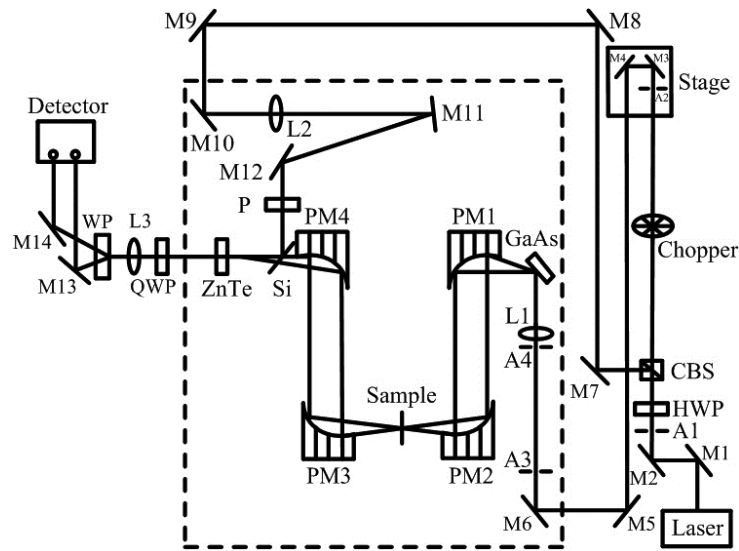 M9
M8
M4
M3
A2
Stage
Detector
M10
L2
M11
M12
P
PM4
PM1
WP
L3
GaAs
Chopper
M14
M13
QWP
ZnTe
Si
L1
A4
M7
CBS
Sample
HWP
A1
PM3
PM2
A3
M2
M1
M6
M5
Laser